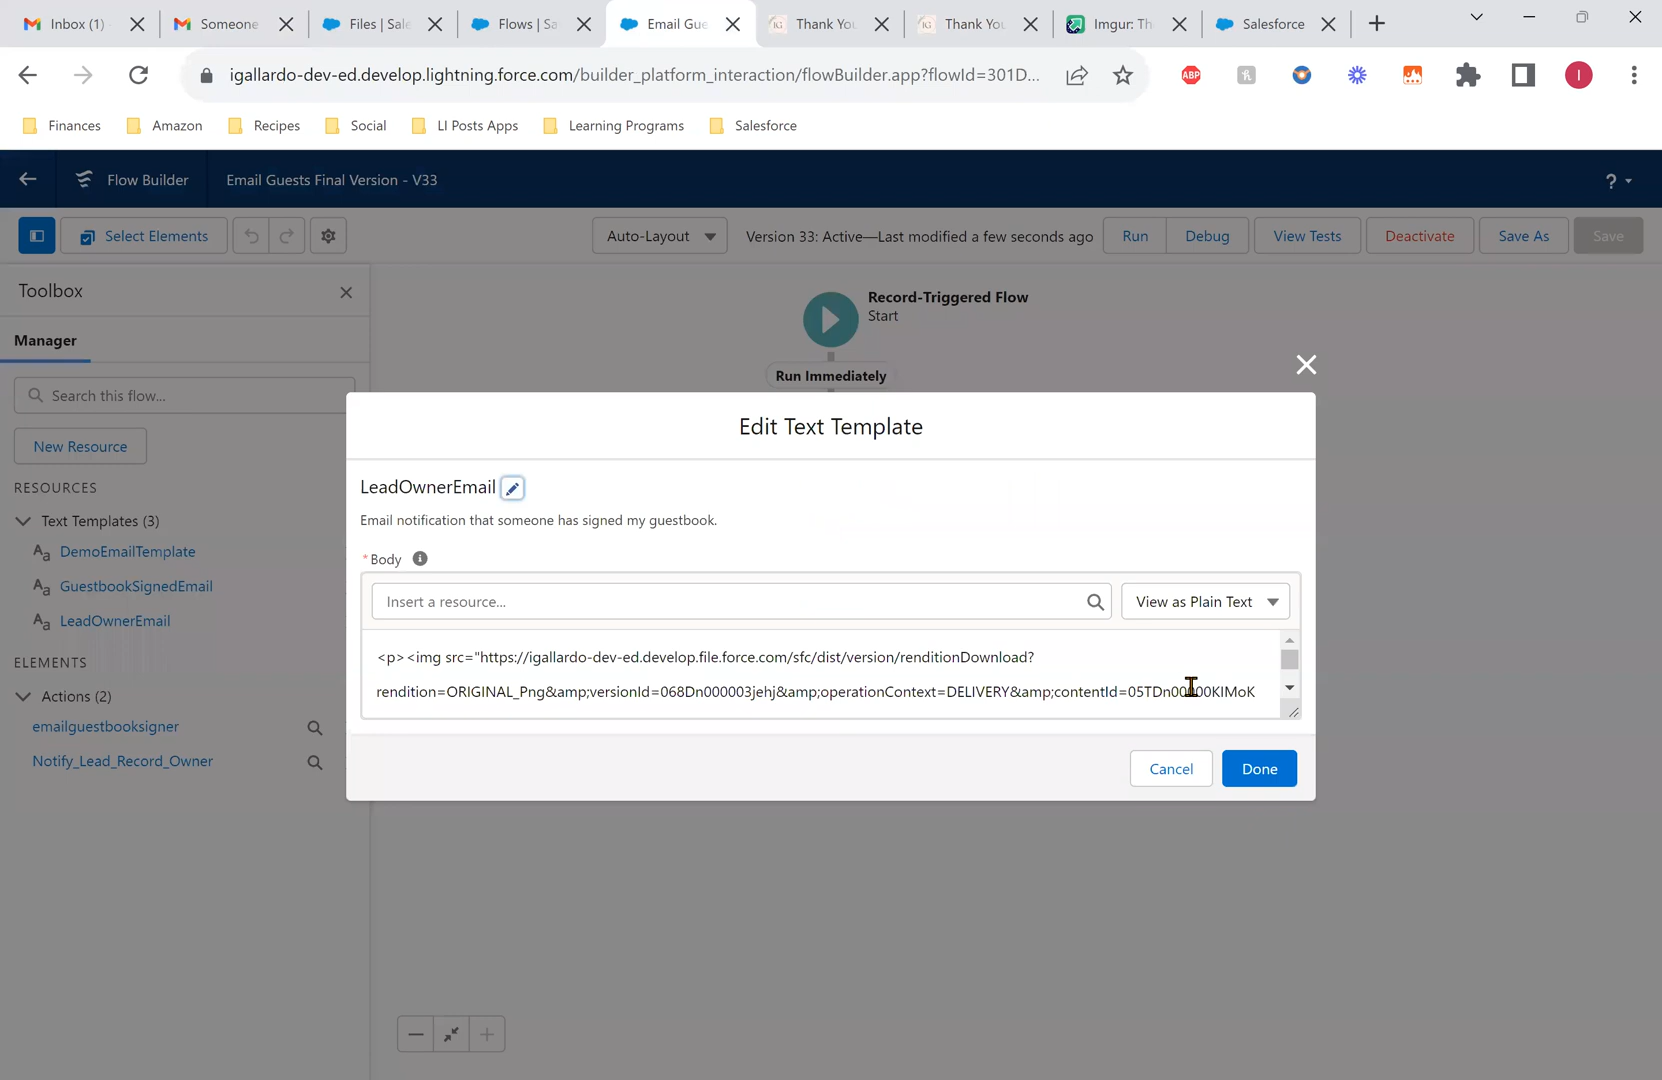 Inbox (1)
Someone
Files | Sale
Flows | Sa
Email Gue
Thank You
Thank You
Imgur: Th
Salesforce
igallardo-dev-ed.develop.lightning.force.com/builder_platform_interaction/flowBuilder.app?flowId=301D...
ABP
I
Finances
Amazon
Recipes
Social
LI Posts Apps
Learning Programs
Salesforce
Flow Builder
Email Guests Final Version - V33
?
Select Elements
Auto-Layout
Version 33: Active—Last modified a few seconds ago
Run
Debug
View Tests
Deactivate
Save As
Save
Toolbox
Manager
Search this flow...
New Resource
RESOURCES
Text Templates (3)
DemoEmailTemplate
GuestbookSignedEmail
LeadOwnerEmail
ELEMENTS
Actions (2)
emailguestbooksigner
Notify_Lead_Record_Owner
Record-Triggered Flow
Start
Run Immediately
Edit Text Template
LeadOwnerEmail
Email notification that someone has signed my guestbook.
*Body
Insert a resource...
View as Plain Text
<p><img src="https://igallardo-dev-ed.develop.file.force.com/sfc/dist/version/renditionDownload?
rendition=ORIGINAL_Png&amp;versionId=068Dn000003jehj&amp;operationContext=DELIVERY&amp;contentId=05TDn00000KIMoK
Cancel
Done